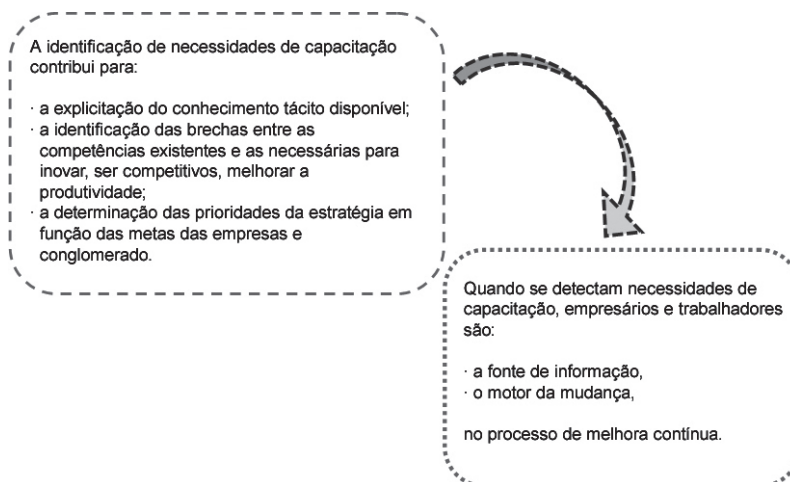 A identificação de necessidades de capacitação
contribui para:
· a explicitação do conhecimento tácito disponível;
· a identificação das brechas entre as
competências existentes e as necessárias para
inovar, ser competitivos, melhorar a
produtividade;
· a determinação das prioridades da estratégia em
função das metas das empresas e
conglomerado.
Quando se detectam necessidades de
capacitação, empresários e trabalhadores
são:
· a fonte de informação,
· o motor da mudança,
no processo de melhora contínua.